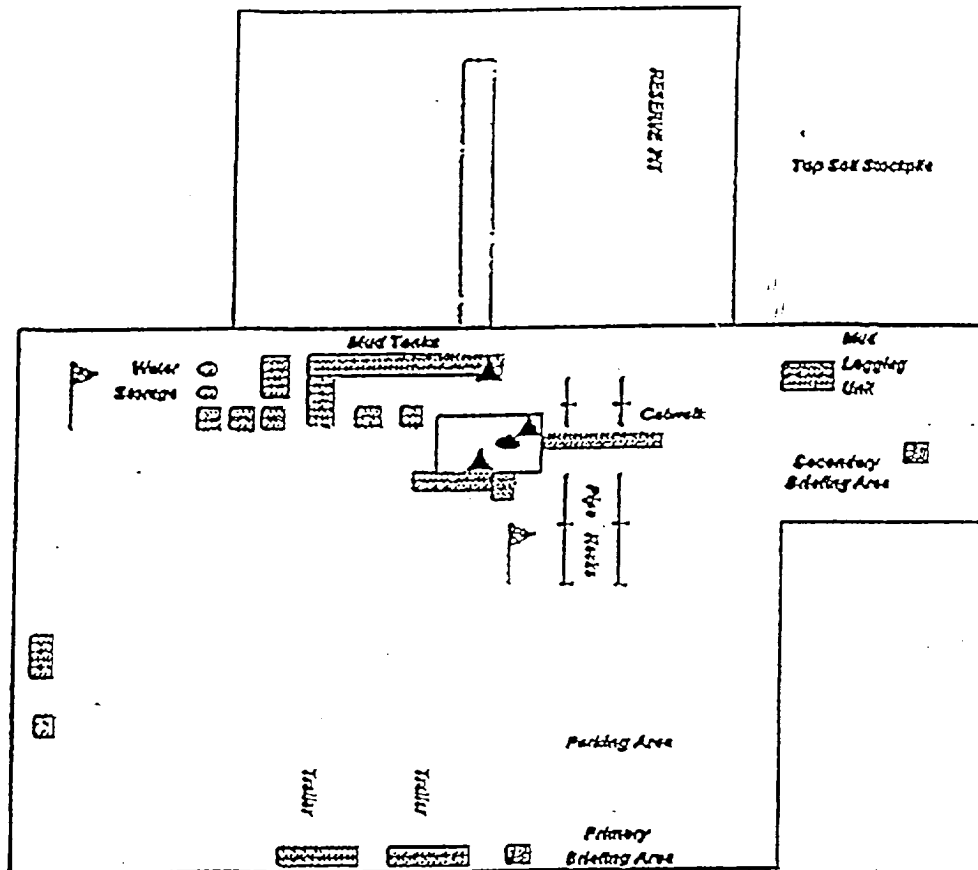 RESERVE PIT
Top Soil Stockpile
Mud Tanks
Water
Storage
Mud
Logging
Unit
Catwalk
Secondary
Briefing Area
Pipe Racks
Parking Area
Trailer
Trailer
Primary
Briefing Area